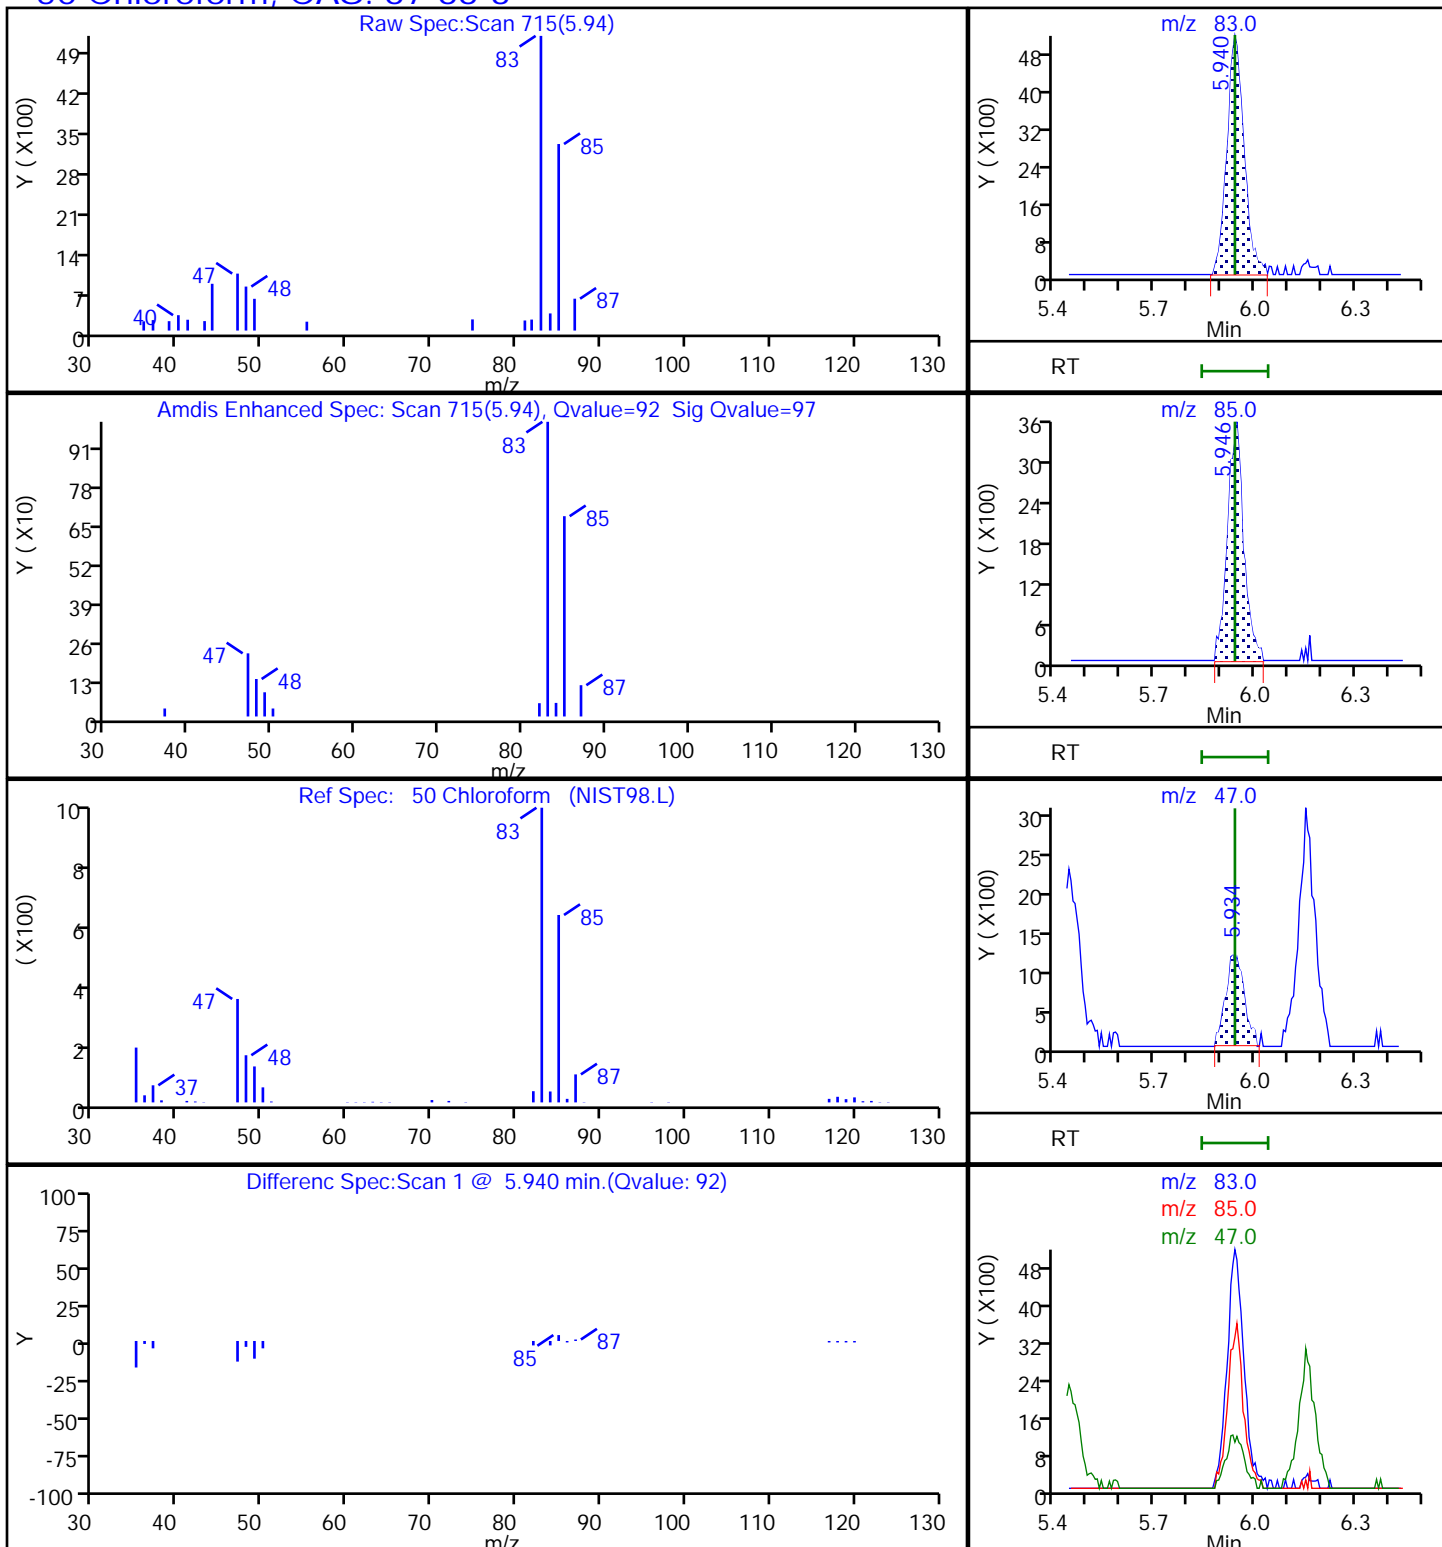 Raw Spec:Scan 715(5.94)
Y ( X100)
49
42
35
28
21
14
7
0
83
85
47
48
40
87
30 40 50 60 70 80 90 100 110 120 130
m/z
m/z 83.0
Y ( X100)
48
40
32
24
16
8
0
5.940
5.4 5.7 6.0 6.3
Min
RT
Amdis Enhanced Spec: Scan 715(5.94), Qvalue=92 Sig Qvalue=97
Y ( X10)
91
78
65
52
39
26
13
0
83
85
47
48
87
30 40 50 60 70 80 90 100 110 120 130
m/z
m/z 85.0
Y ( X100)
36
30
24
18
12
6
0
5.946
5.4 5.7 6.0 6.3
Min
RT
Ref Spec: 50 Chloroform (NIST98.L)
( X100)
10
8
6
4
2
0
83
85
47
48
37
87
30 40 50 60 70 80 90 100 110 120 130
m/z 47.0
Y ( X100)
30
25
20
15
10
5
0
5.934
5.4 5.7 6.0 6.3
Min
RT
Differenc Spec:Scan 1 @ 5.940 min.(Qvalue: 92)
Y
100
75
50
25
0
-25
-50
-75
-100
85
87
30 40 50 60 70 80 90 100 110 120 130
m/z
m/z 83.0
m/z 85.0
m/z 47.0
Y ( X100)
48
40
32
24
16
8
0
5.4 5.7 6.0 6.3
Min